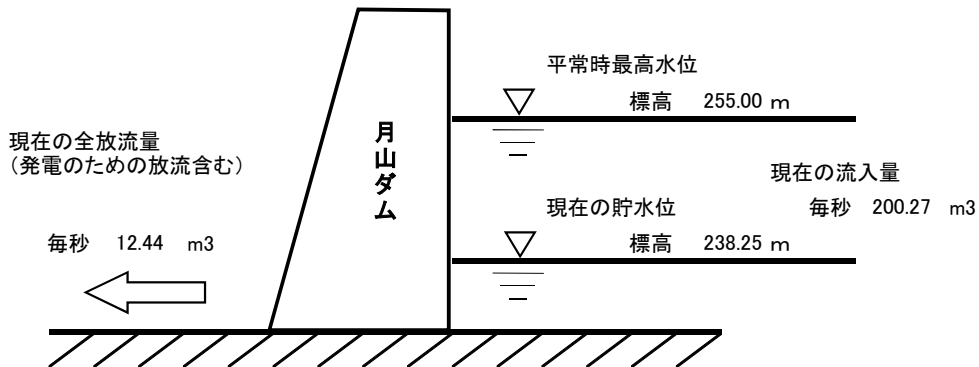 平常時最高水位
標高 255.00 m
現在の全放流量
（発電のための放流含む）
毎秒 12.44 m3
月山ダム
現在の流入量
毎秒 200.27 m3
現在の貯水位
標高 238.25 m